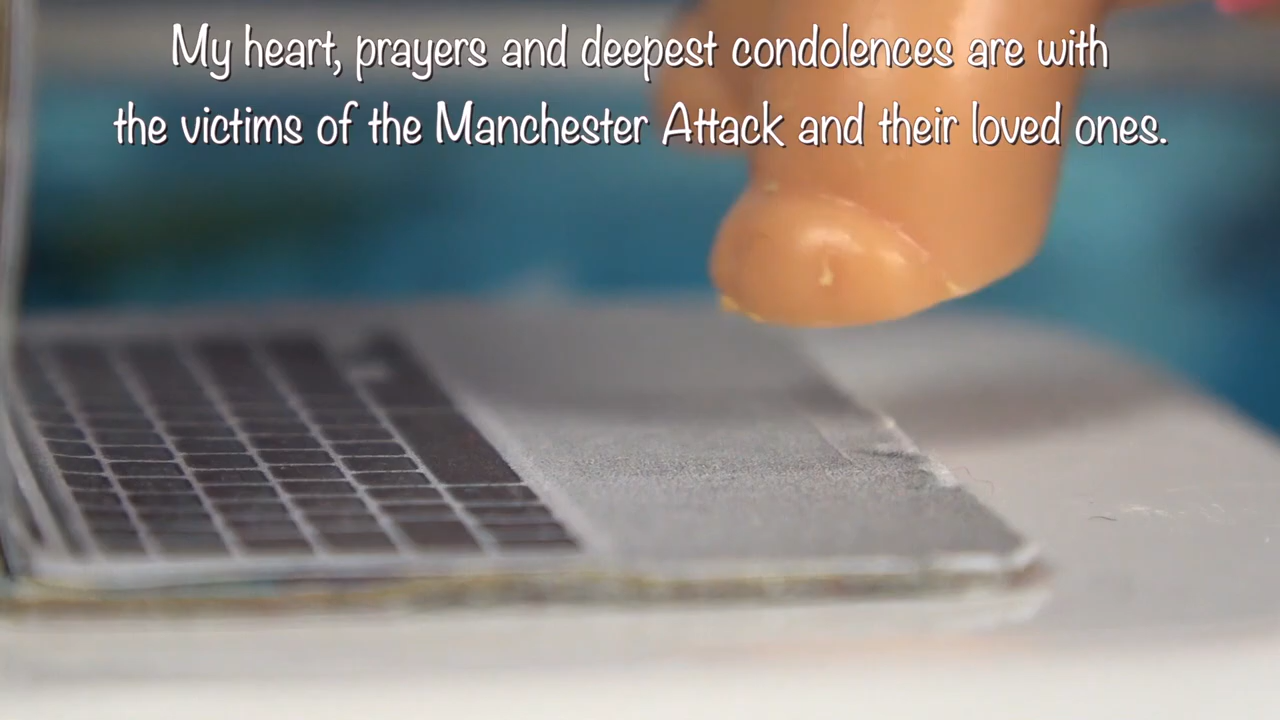 My heart, prayers and deepest condolences are with
the victims of the Manchester Attack and their loved ones.